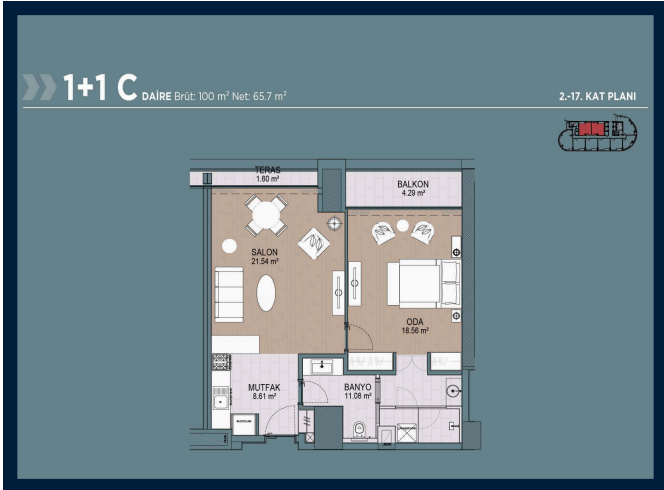 1+1 C DAİRE Brüt: 100 m² Net: 65.7 m²
2.-17. KAT PLANI
TERAS
1.60 m²
BALKON
4.29 m²
SALON
21.54 m²
ODA
18.56 m²
MUTFAK
8.61 m²
BANYO
11.08 m²